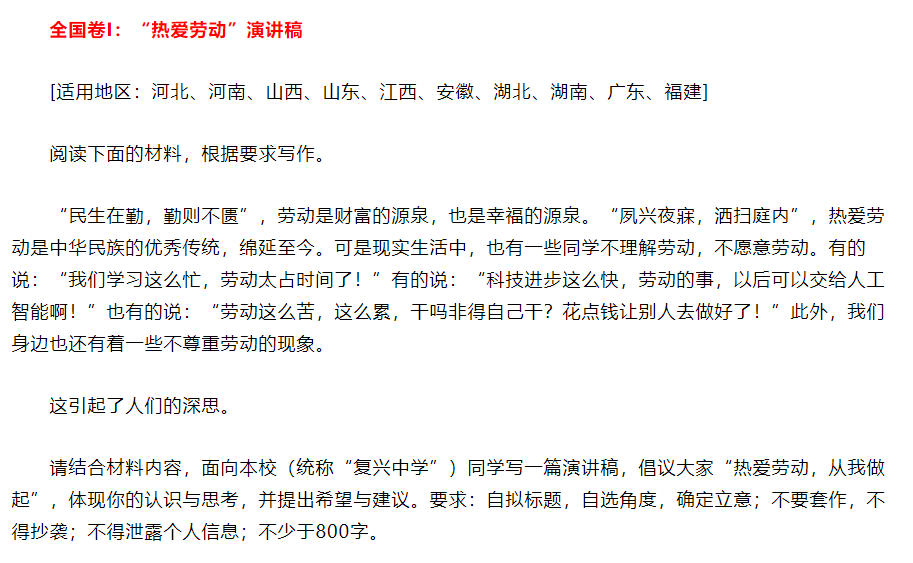 全国卷I：“热爱劳动”演讲稿
[适用地区：河北、河南、山西、山东、江西、安徽、湖北、湖南、广东、福建]
阅读下面的材料，根据要求写作。
“民生在勤，勤则不匮”，劳动是财富的源泉，也是幸福的源泉。“夙兴夜寐，洒扫庭内”，热爱劳
动是中华民族的优秀传统，绵延至今。可是现实生活中，也有一些同学不理解劳动，不愿意劳动。有的
说：“我们学习这么忙，劳动太占时间了！”有的说：“科技进步这么快，劳动的事，以后可以交给人工
智能啊！”也有的说：“劳动这么苦，这么累，干吗非得自己干？花点钱让别人去做好了！”此外，我们
身边也还有着一些不尊重劳动的现象。
这引起了人们的深思。
请结合材料内容，面向本校（统称“复兴中学”）同学写一篇演讲稿，倡议大家“热爱劳动，从我做
起”，体现你的认识与思考，并提出希望与建议。要求：自拟标题，自选角度，确定立意；不要套作，不
得抄袭；不得泄露个人信息；不少于800字。